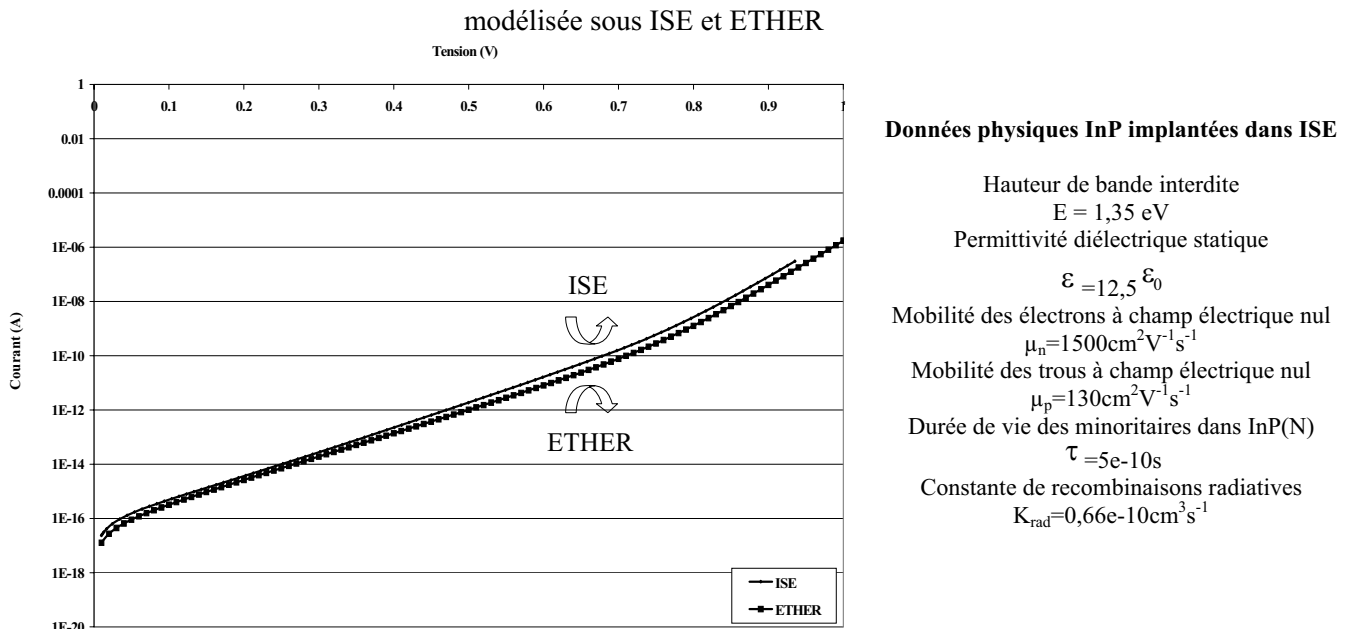 modélisée sous ISE et ETHER
Tension (V)
1
0
0.1
0.2
0.3
0.4
0.5
0.6
0.7
0.8
0.9
1
0.01
0.0001
1E-06
1E-08
1E-10
1E-12
1E-14
1E-16
1E-18
1E-20
Courant (A)
ISE
ETHER
ISE
ETHER
Données physiques InP implantées dans ISE
Hauteur de bande interdite
E = 1,35 eV
Permittivité diélectrique statique
ε =12,5 ε₀
Mobilité des électrons à champ électrique nul
μₙ=1500cm²V⁻¹s⁻¹
Mobilité des trous à champ électrique nul
μₚ=130cm²V⁻¹s⁻¹
Durée de vie des minoritaires dans InP(N)
τ =5e-10s
Constante de recombinaisons radiatives
K_rad=0,66e-10cm³s⁻¹